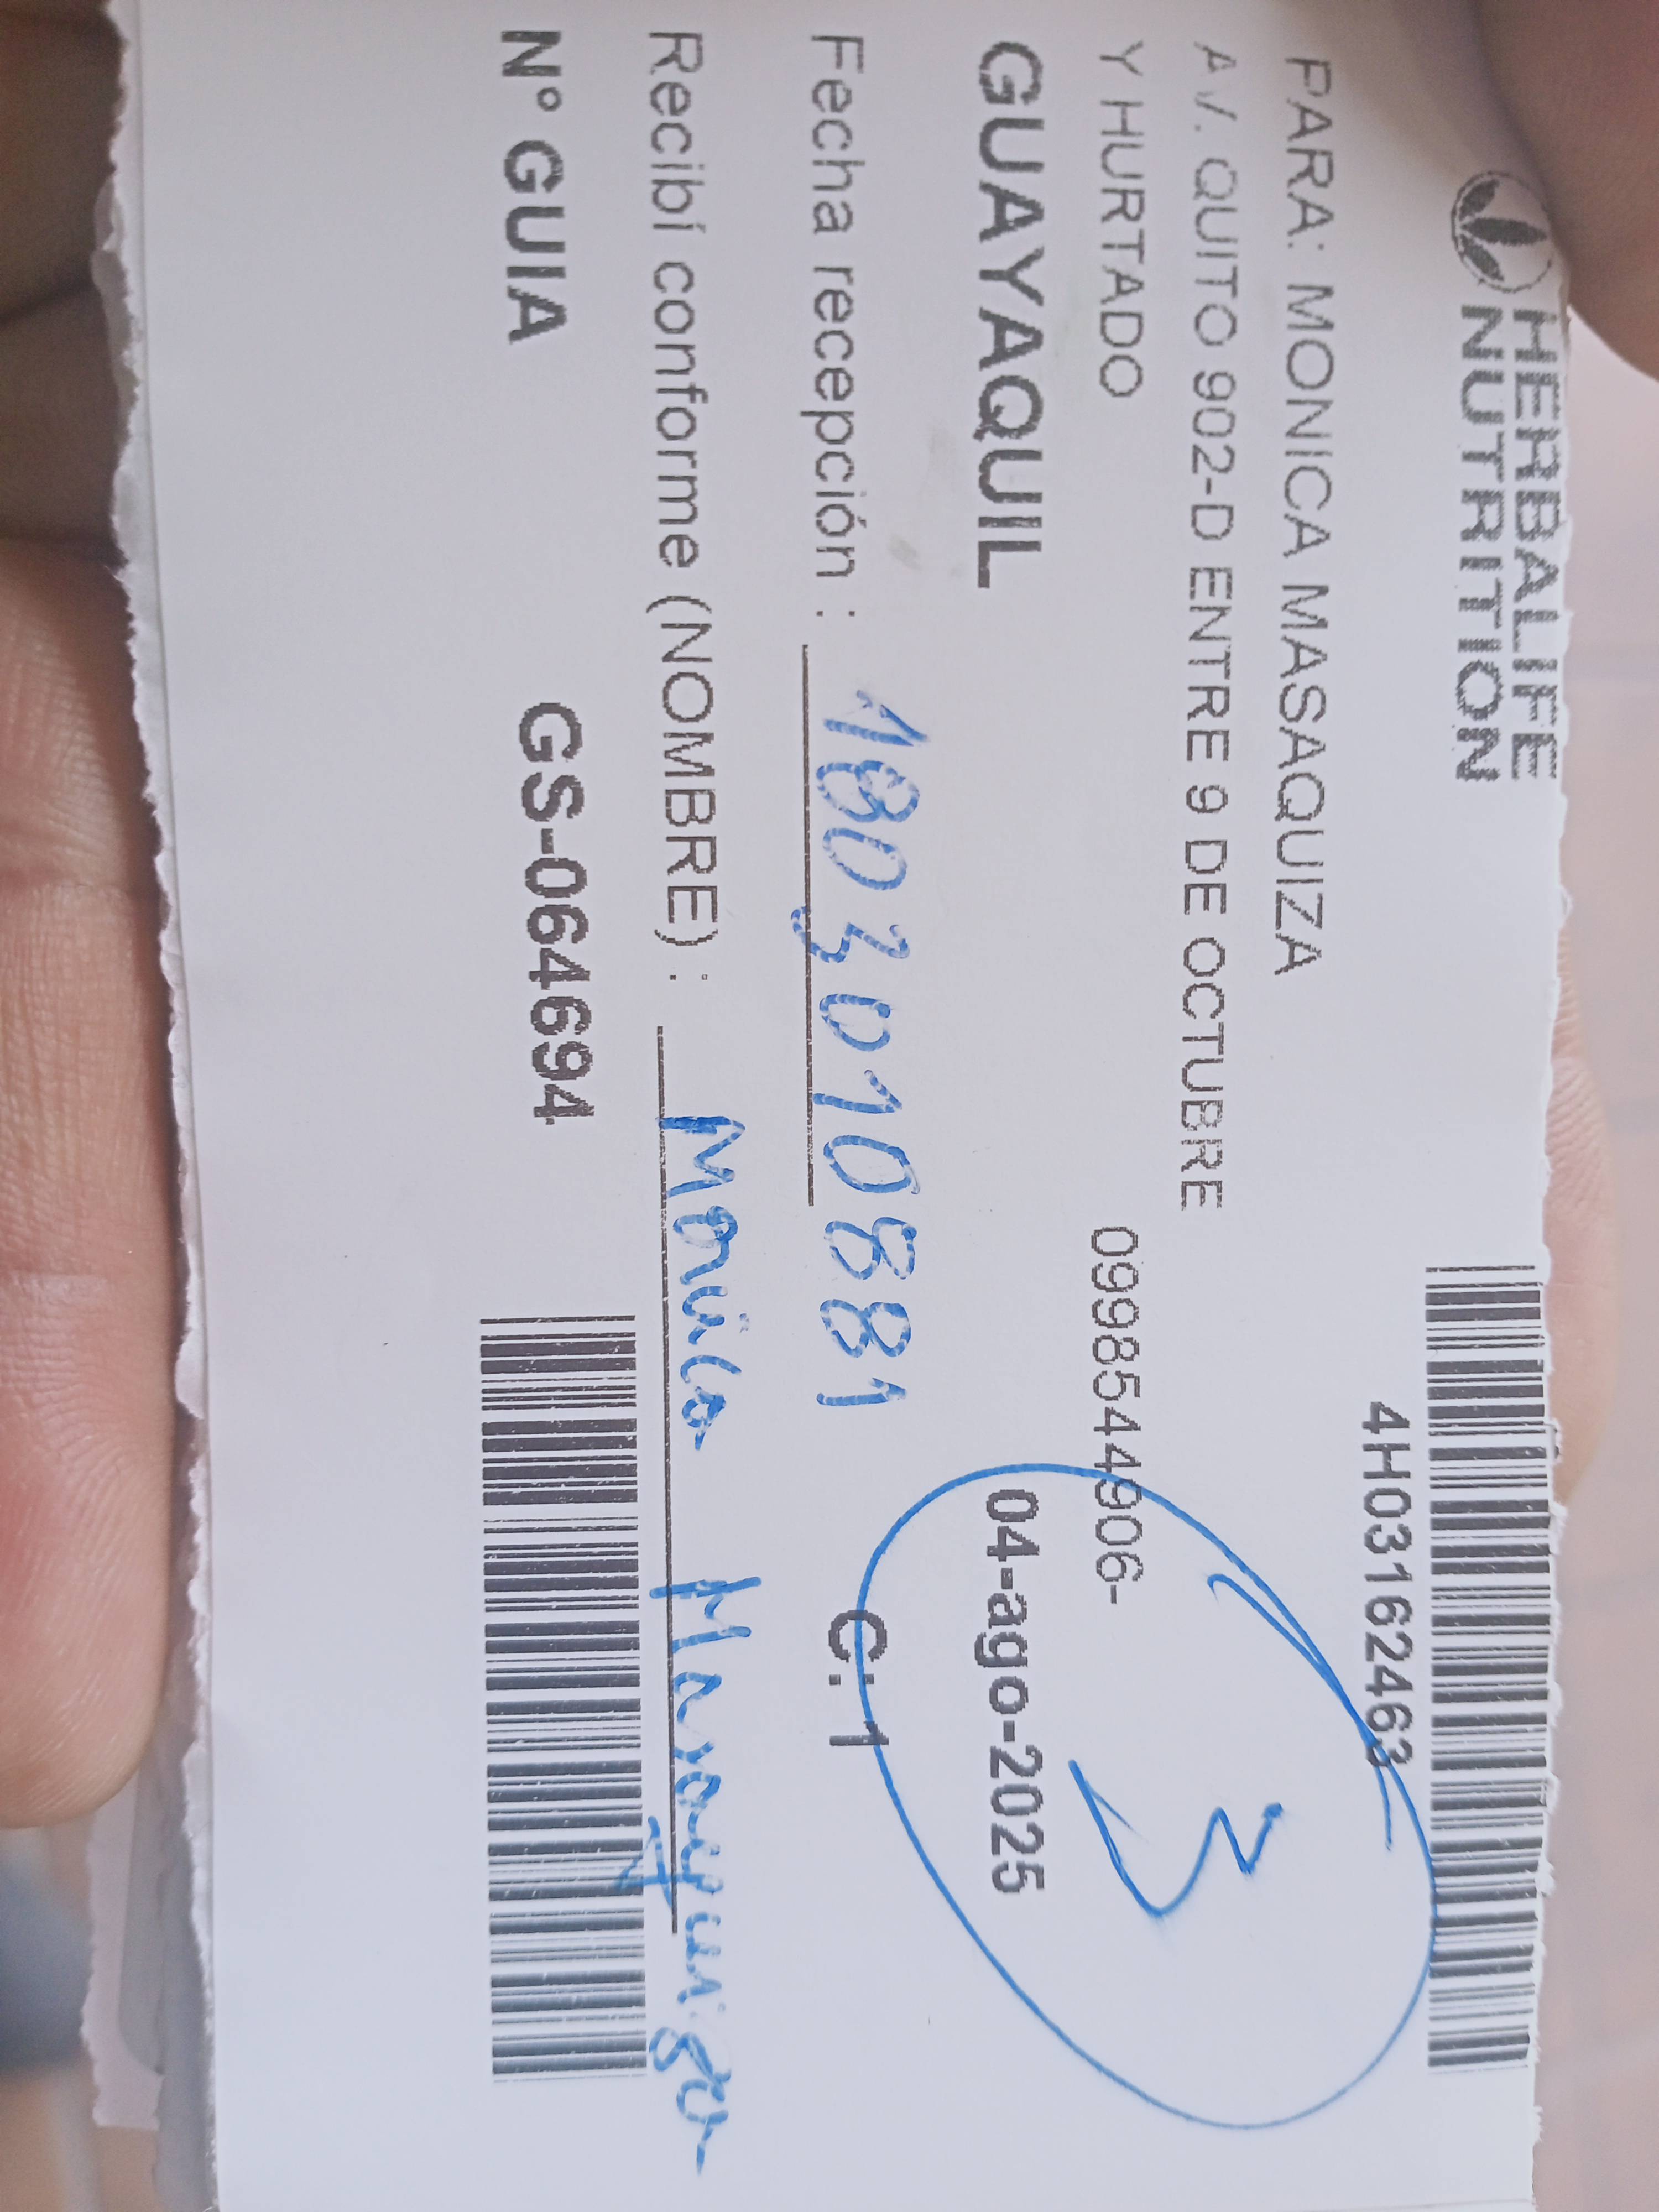 HERBALIFE
NUTRITION
4H03162463
PARA: MONICA MASAQUIZA
AV. QUITO 902-D ENTRE 9 DE OCTUBRE
Y HURTADO
0998544906-
3
GUAYAQUIL
04-ago-2025
Fecha recepción : 1803010881
C: 1
Recibí conforme (NOMBRE) : Monica Masaquiza
N° GUIA
GS-064694